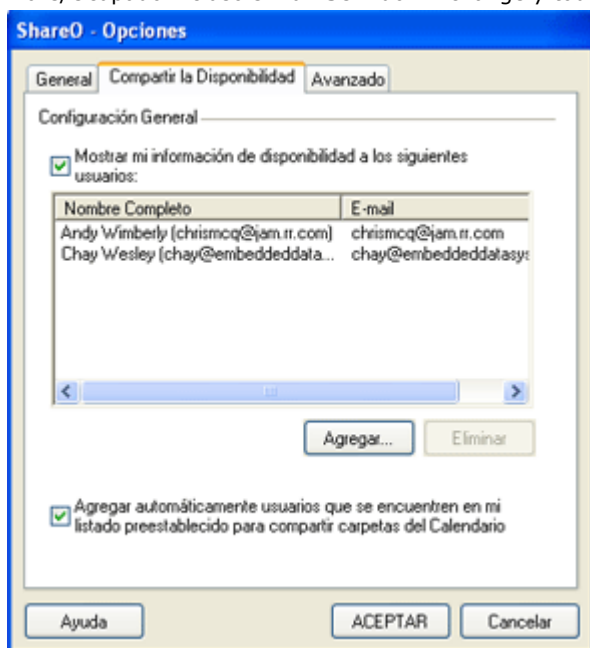 ShareO - Opciones
General Compartir la Disponibilidad Avanzado
Configuración General
Mostrar mi información de disponibilidad a los siguientes
usuarios:
Nombre Completo E-mail
Andy Wimberly (chrismcq@jam.rr.com) chrismcq@jam.rr.com
Chay Wesley (chay@embeddeddata... chay@embeddeddatasys
Agregar... Eliminar
Agregar automáticamente usuarios que se encuentren en mi
listado preestablecido para compartir carpetas del Calendario
Ayuda ACEPTAR Cancelar